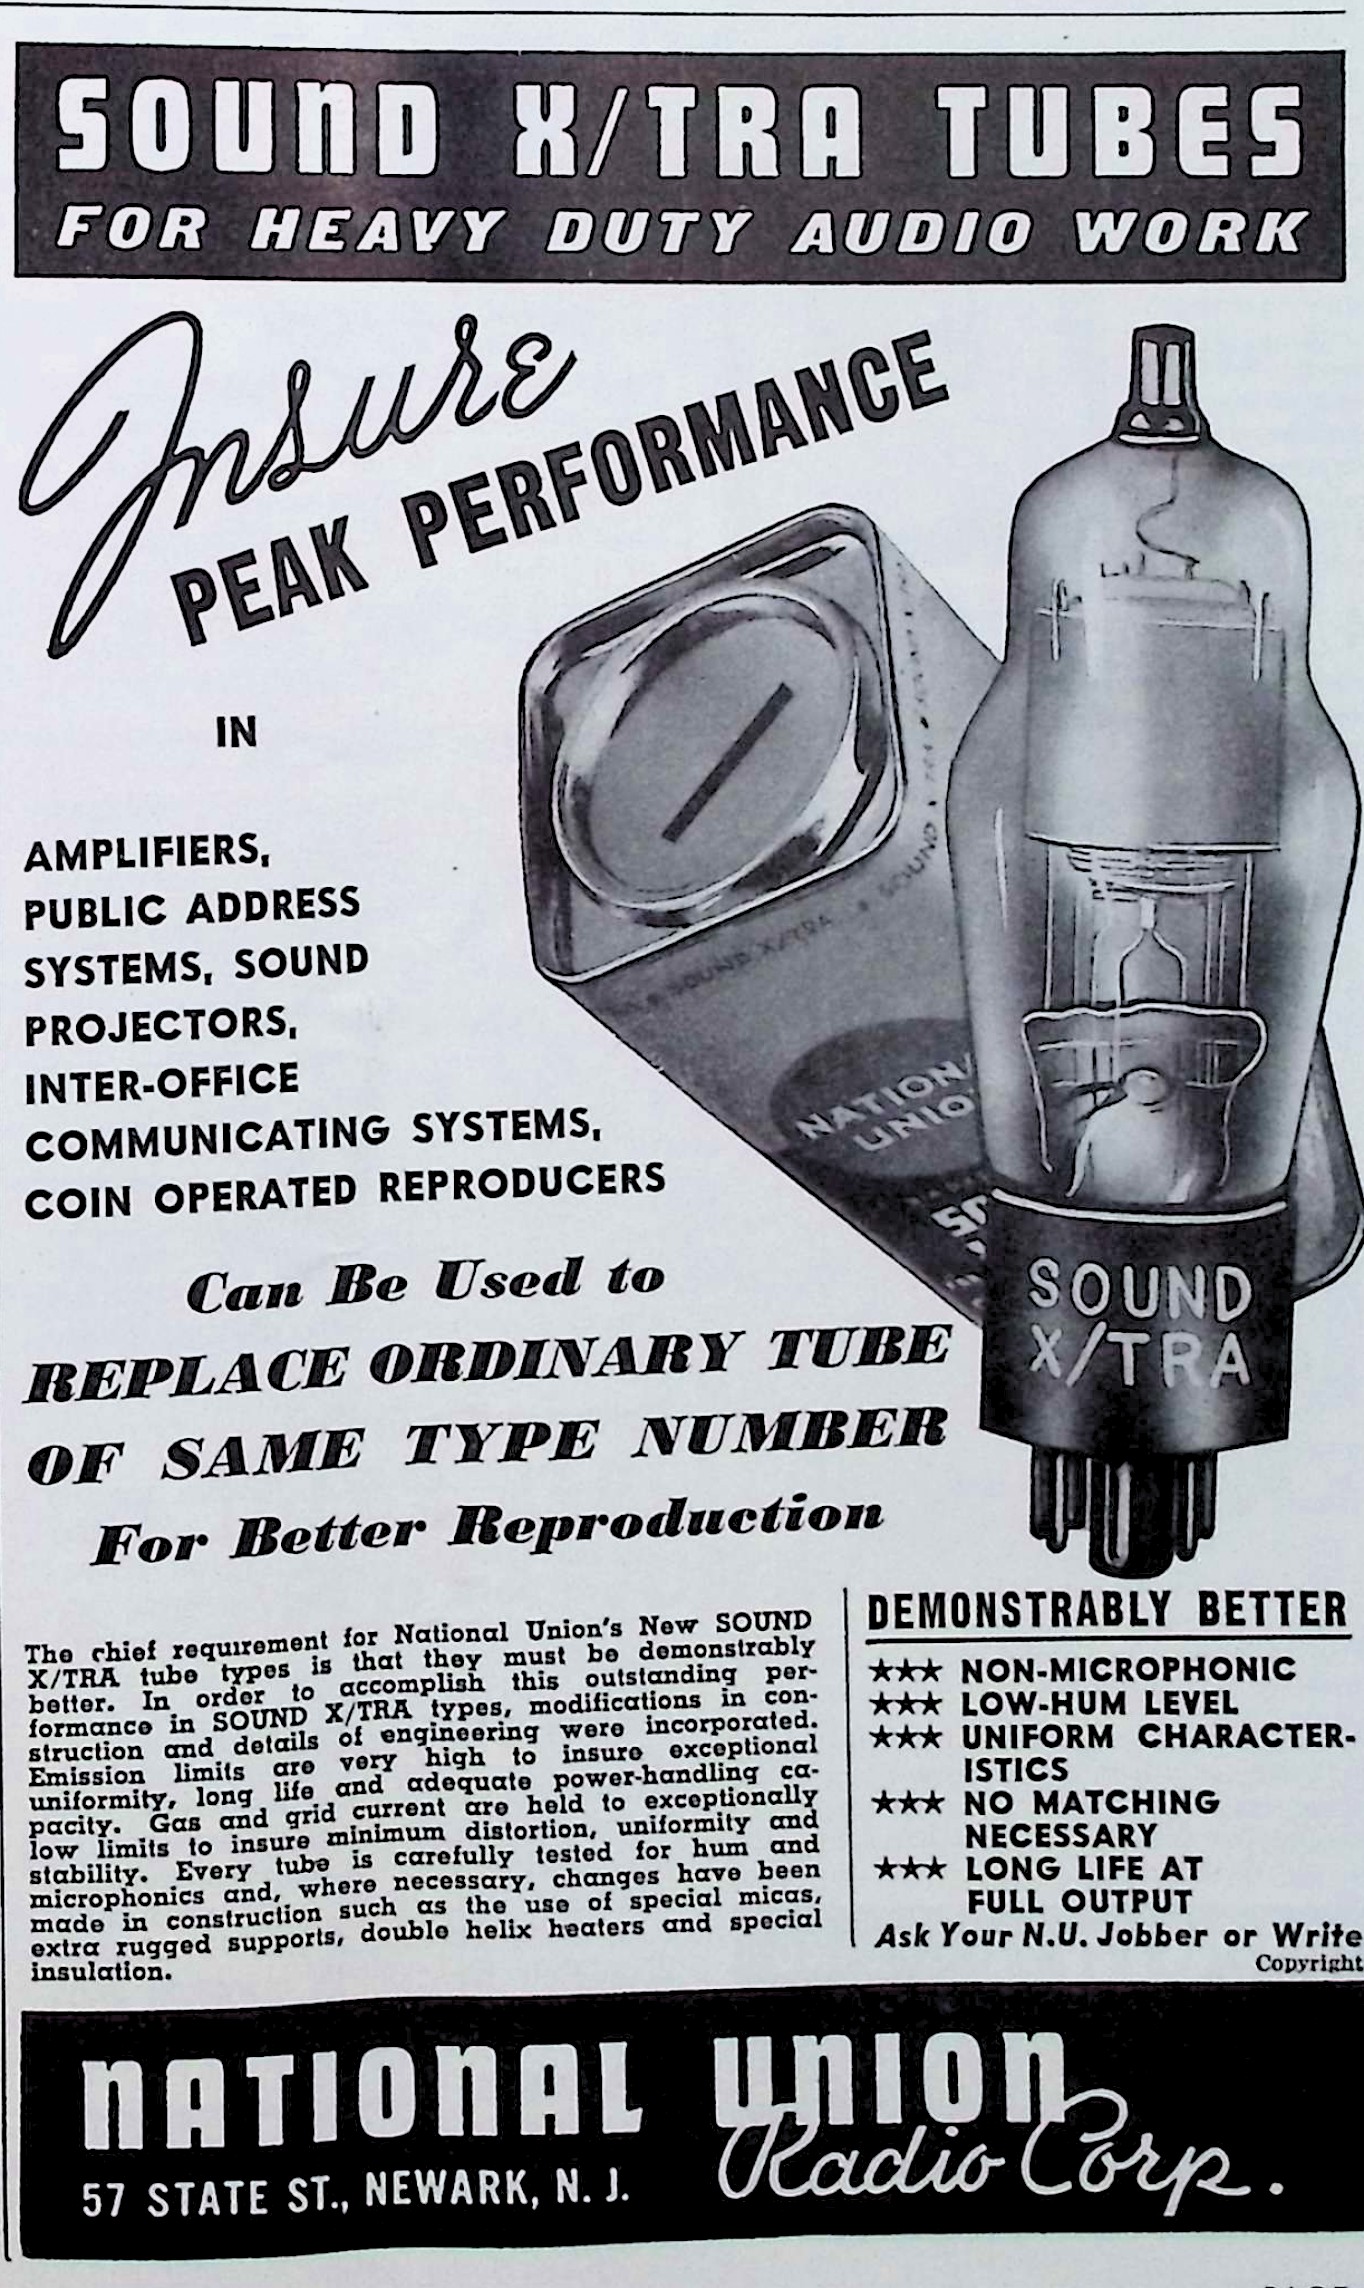 SOUND X/TRA TUBES
FOR HEAVY DUTY AUDIO WORK
Insure
PEAK PERFORMANCE
IN
AMPLIFIERS,
PUBLIC ADDRESS
SYSTEMS, SOUND
PROJECTORS,
INTER-OFFICE
COMMUNICATING SYSTEMS,
COIN OPERATED REPRODUCERS
SOUND X/TRA • SOUND
NATION
UNIO
SO
SOUND
X/TRA
Can Be Used to
REPLACE ORDINARY TUBE
OF SAME TYPE NUMBER
For Better Reproduction
The chief requirement for National Union's New SOUND
X/TRA tube types is that they must be demonstrably
better. In order to accomplish this outstanding per-
formance in SOUND X/TRA types, modifications in con-
struction and details of engineering were incorporated.
Emission limits are very high to insure exceptional
uniformity, long life and adequate power-handling ca-
pacity. Gas and grid current are held to exceptionally
low limits to insure minimum distortion, uniformity and
stability. Every tube is carefully tested for hum and
microphonics and, where necessary, changes have been
made in construction such as the use of special micas,
extra rugged supports, double helix heaters and special
insulation.
DEMONSTRABLY BETTER
★★★ NON-MICROPHONIC
★★★ LOW-HUM LEVEL
★★★ UNIFORM CHARACTER-
ISTICS
★★★ NO MATCHING
NECESSARY
★★★ LONG LIFE AT
FULL OUTPUT
Ask Your N.U. Jobber or Write
Copyright
NATIONAL UNION
Radio Corp.
57 STATE ST., NEWARK, N. J.